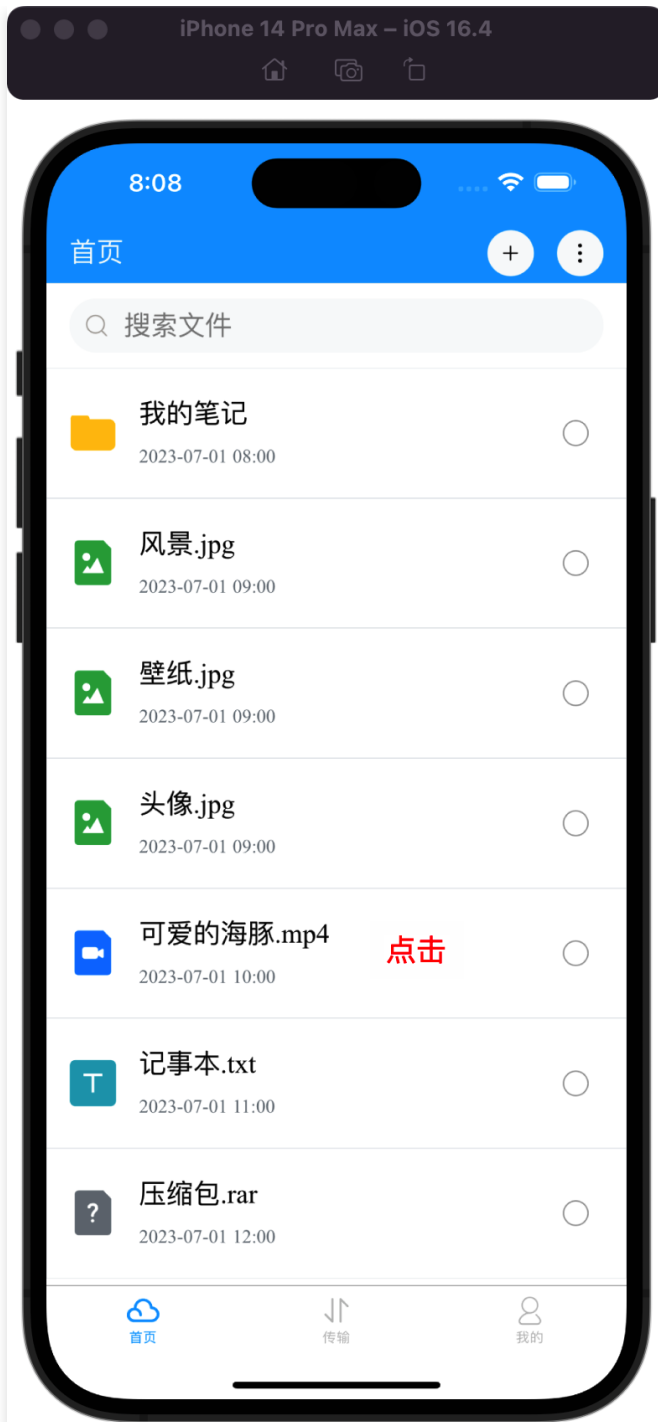 iPhone 14 Pro Max – iOS 16.4
8:08
首页
搜索文件
我的笔记
2023-07-01 08:00
风景.jpg
2023-07-01 09:00
壁纸.jpg
2023-07-01 09:00
头像.jpg
2023-07-01 09:00
可爱的海豚.mp4
点击
2023-07-01 10:00
记事本.txt
2023-07-01 11:00
压缩包.rar
2023-07-01 12:00
首页
传输
我的